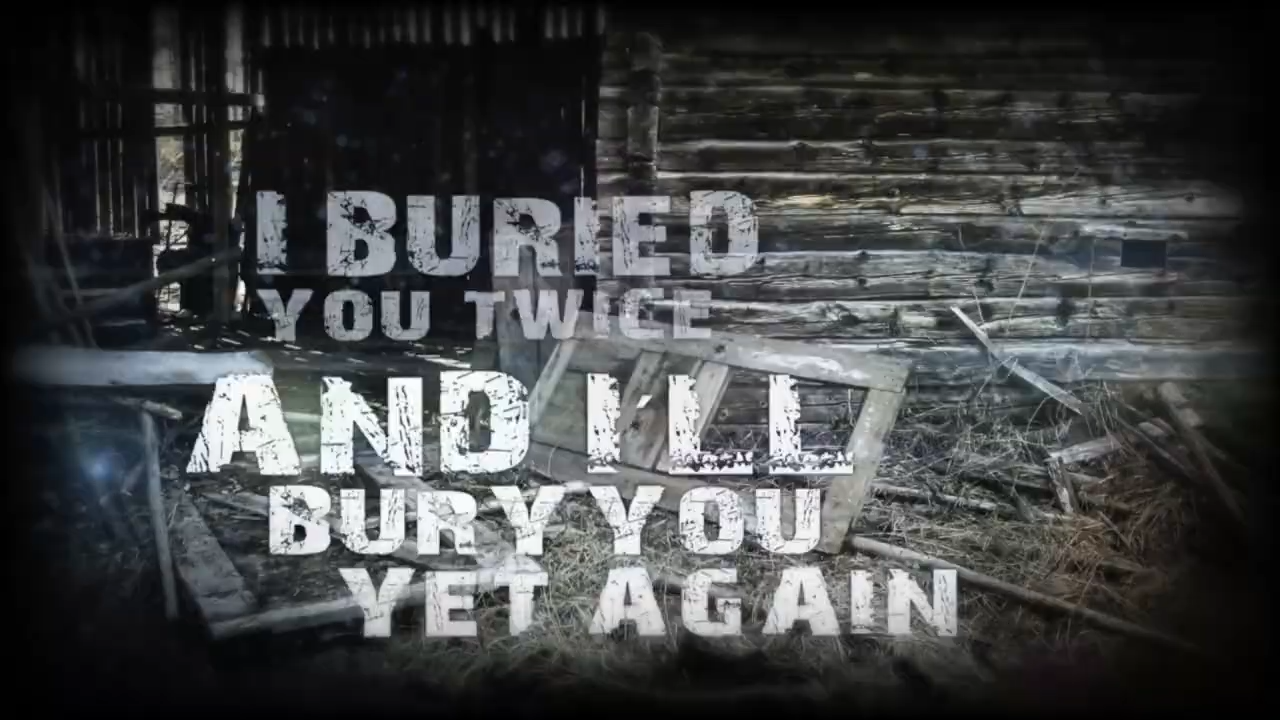 I BURIED
YOU TWICE
AND I'LL
BURY YOU
YET AGAIN